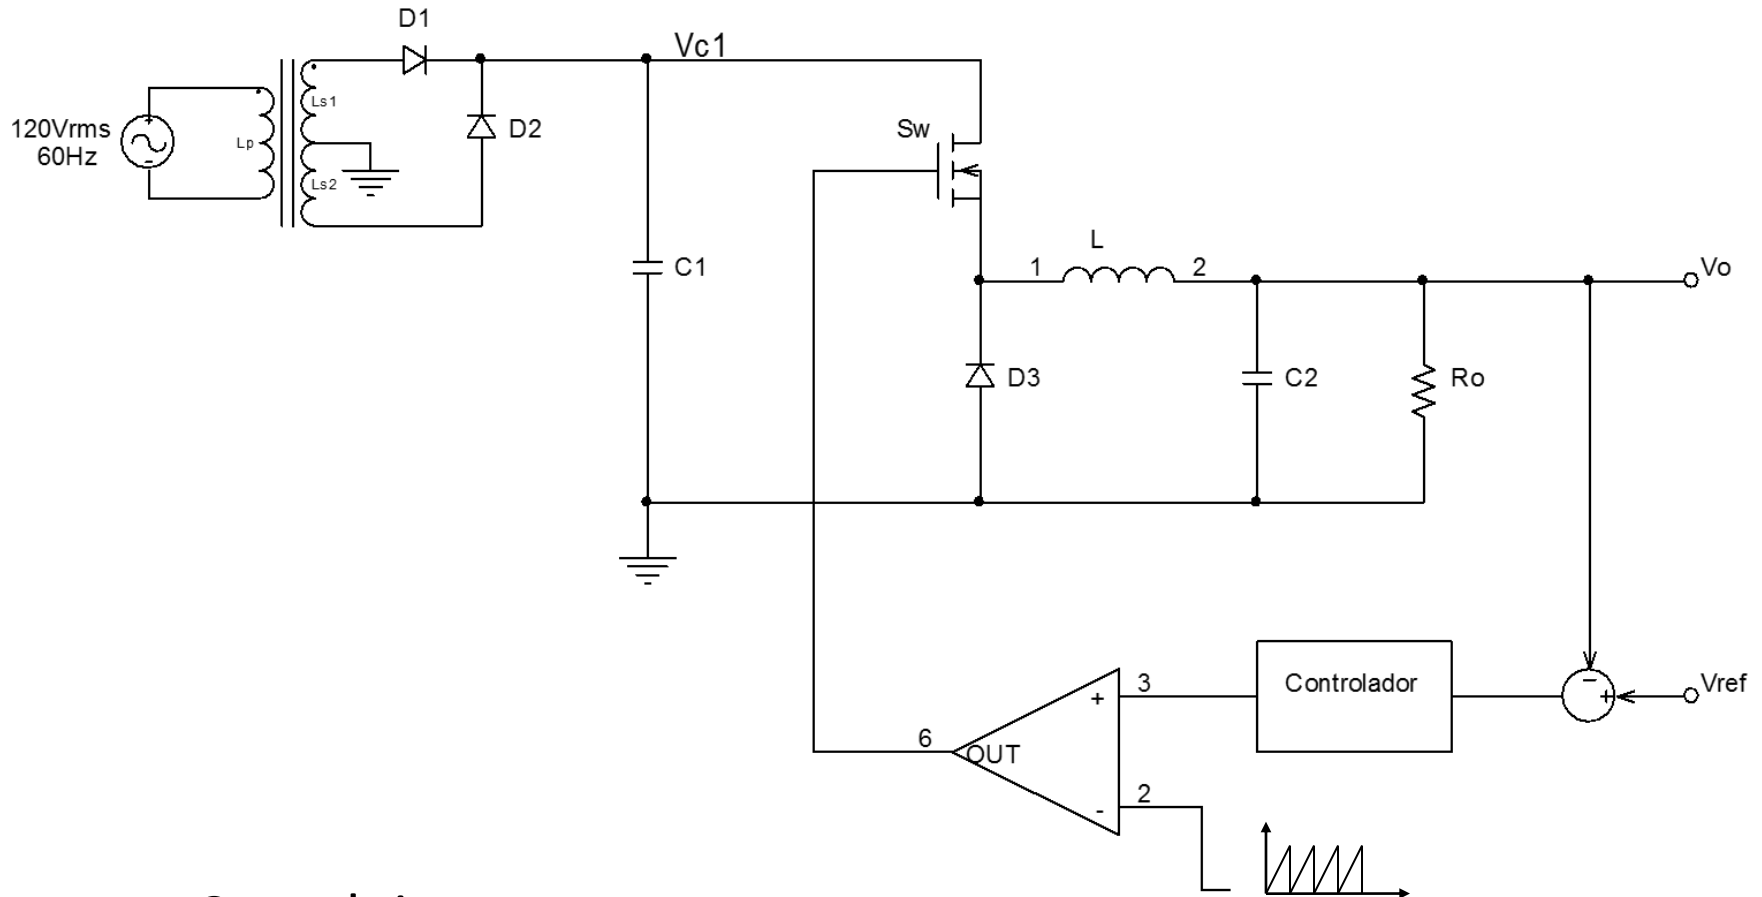 D1
Vc1
120Vrms
60Hz
Lp
Ls1
Ls2
D2
Sw
C1
1
L
2
Vo
D3
C2
Ro
Controlador
Vref
3
+
6
OUT
2
-
+
-
−
+